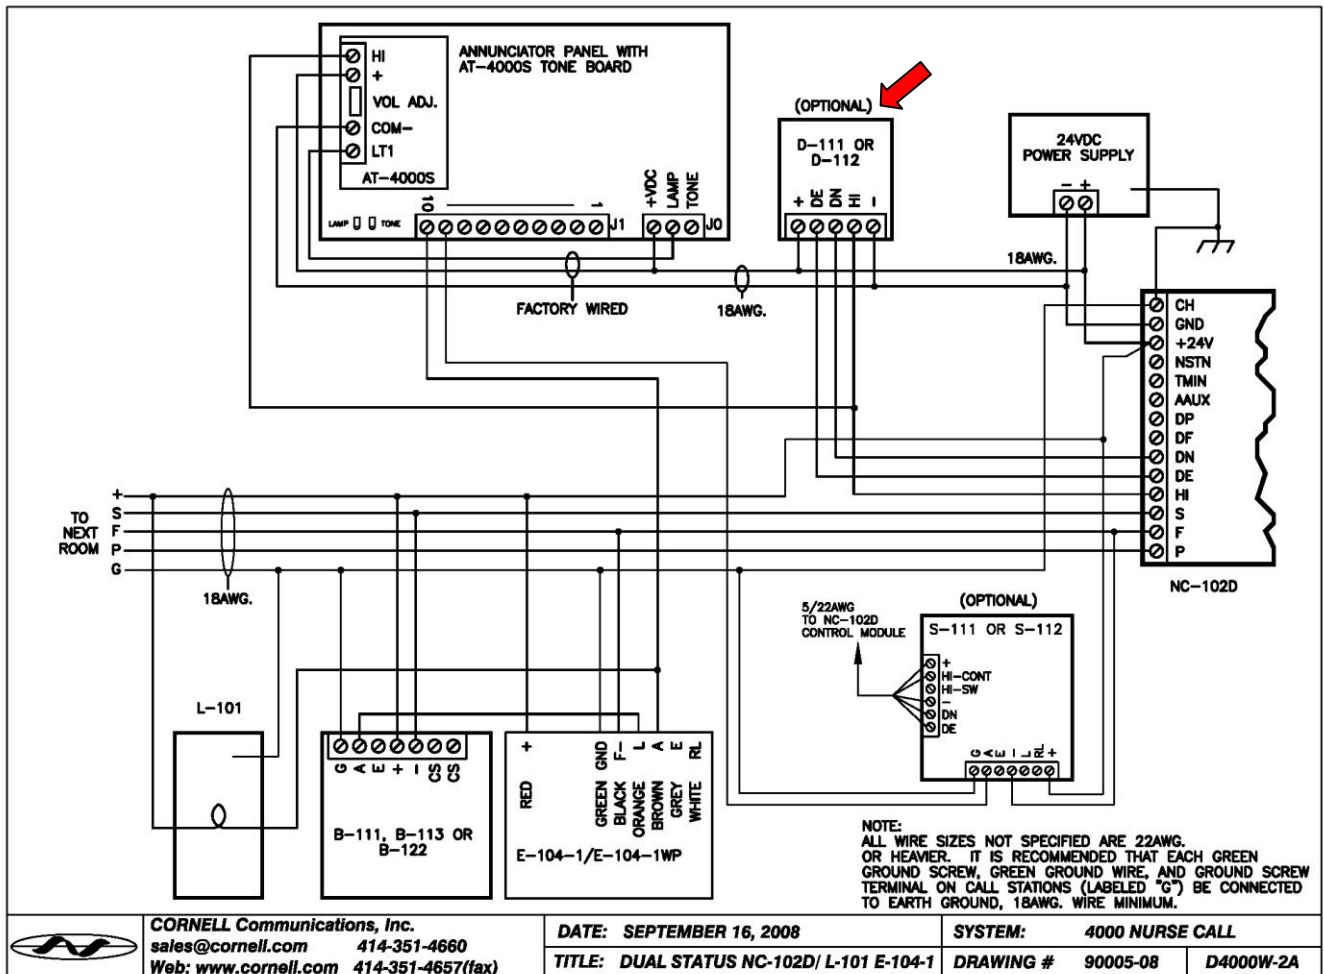 ANNUNCIATOR PANEL WITH
AT-4000S TONE BOARD
HI
+
VOL ADJ.
COM-
LT1
AT-4000S
LAMP TONE
10 1
J1
+VDC
LAMP
TONE
J0
FACTORY WIRED
18AWG.
(OPTIONAL)
D-111 OR
D-112
+ DE DN HI -
24VDC
POWER SUPPLY
- +
18AWG.
CH
GND
+24V
NSTN
TMIN
AAUX
DP
DF
DN
DE
HI
S
F
P
NC-102D
TO
NEXT
ROOM
+
S
F
P
G
18AWG.
L-101
G A E + - CS CS
B-111, B-113 OR
B-122
+ GND F- L A E RL
RED GREEN BLACK ORANGE BROWN GREY WHITE
E-104-1/E-104-1WP
5/22AWG
TO NC-102D
CONTROL MODULE
(OPTIONAL)
S-111 OR S-112
+
HI-CONT
HI-SW
-
DN
DE
G A E - L RL +
NOTE:
ALL WIRE SIZES NOT SPECIFIED ARE 22AWG.
OR HEAVIER. IT IS RECOMMENDED THAT EACH GREEN
GROUND SCREW, GREEN GROUND WIRE, AND GROUND SCREW
TERMINAL ON CALL STATIONS (LABELED "G") BE CONNECTED
TO EARTH GROUND, 18AWG. WIRE MINIMUM.
CORNELL Communications, Inc.
sales@cornell.com 414-351-4660
Web: www.cornell.com 414-351-4657(fax)
DATE: SEPTEMBER 16, 2008
SYSTEM: 4000 NURSE CALL
TITLE: DUAL STATUS NC-102D/ L-101 E-104-1
DRAWING # 90005-08 D4000W-2A